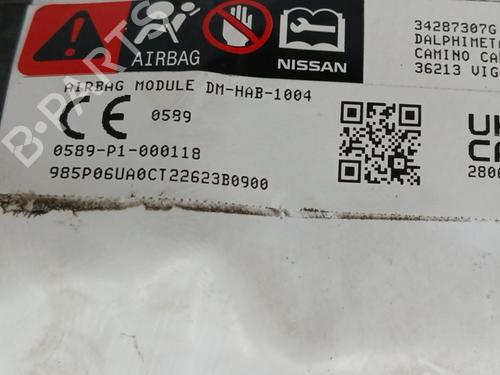 AIRBAG
NISSAN
34287307G
DALPHIMETA
CAMINO CA
36213 VIG
AIRBAG MODULE DM-HAB-1004
CE 0589
0589-P1-000118
985P06UA0CT22623B0900
UK
CA
280
B-PARTS